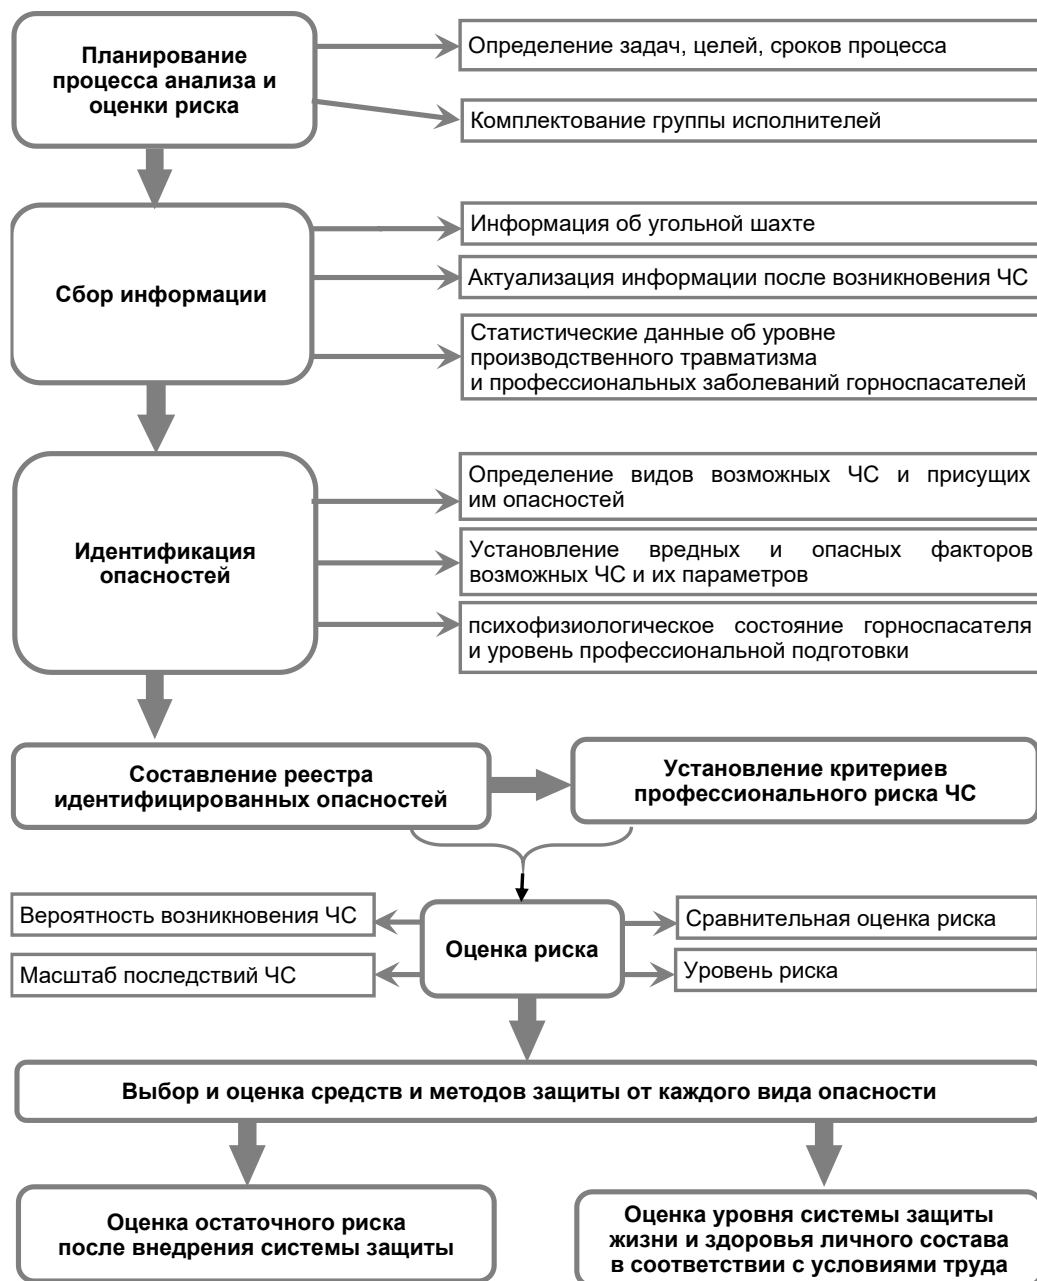 Планирование
процесса анализа и
оценки риска
Определение задач, целей, сроков процесса
Комплектование группы исполнителей
Сбор информации
Информация об угольной шахте
Актуализация информации после возникновения ЧС
Статистические данные об уровне
производственного травматизма
и профессиональных заболеваний горноспасателей
Идентификация
опасностей
Определение видов возможных ЧС и присущих
им опасностей
Установление вредных и опасных факторов
возможных ЧС и их параметров
психофизиологическое состояние горноспасателя
и уровень профессиональной подготовки
Составление реестра
идентифицированных опасностей
Установление критериев
профессионального риска ЧС
Вероятность возникновения ЧС
Масштаб последствий ЧС
Оценка риска
Сравнительная оценка риска
Уровень риска
Выбор и оценка средств и методов защиты от каждого вида опасности
Оценка остаточного риска
после внедрения системы защиты
Оценка уровня системы защиты
жизни и здоровья личного состава
в соответствии с условиями труда